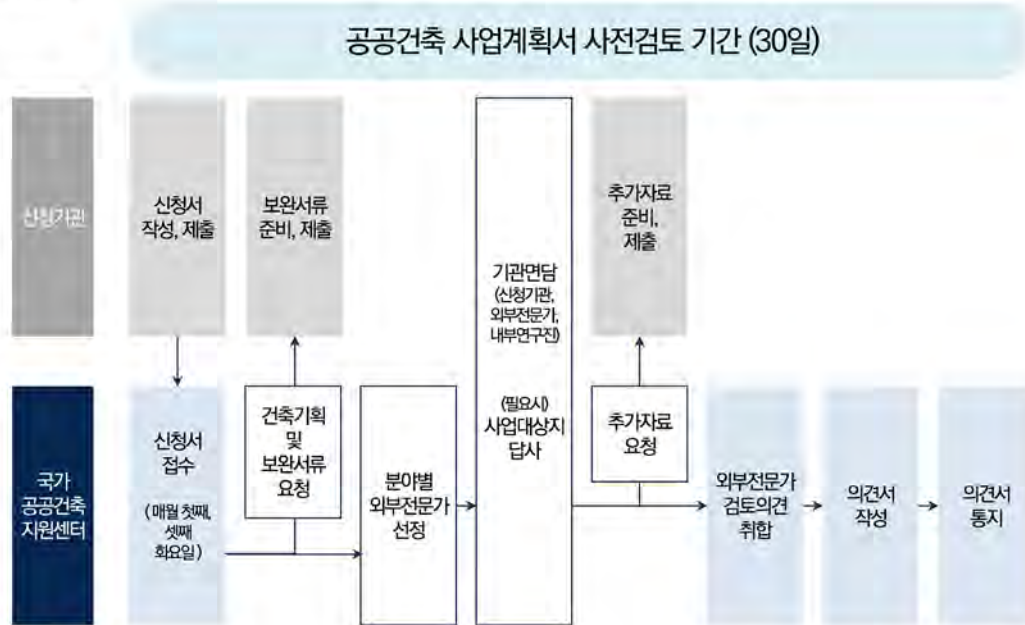 공공건축 사업계획서 사전검토 기간 (30일)
신청기관
신청서
작성, 제출
보완서류
준비, 제출
기관면담
(신청기관,
외부전문가,
내부연구진)
(필요시)
사업대상지
답사
추가자료
준비,
제출
국가
공공건축
지원센터
신청서
접수
( 매월 첫째,
셋째
화요일 )
건축기획
및
보완서류
요청
분야별
외부전문가
선정
추가자료
요청
외부전문가
검토의견
취합
의견서
작성
의견서
통지